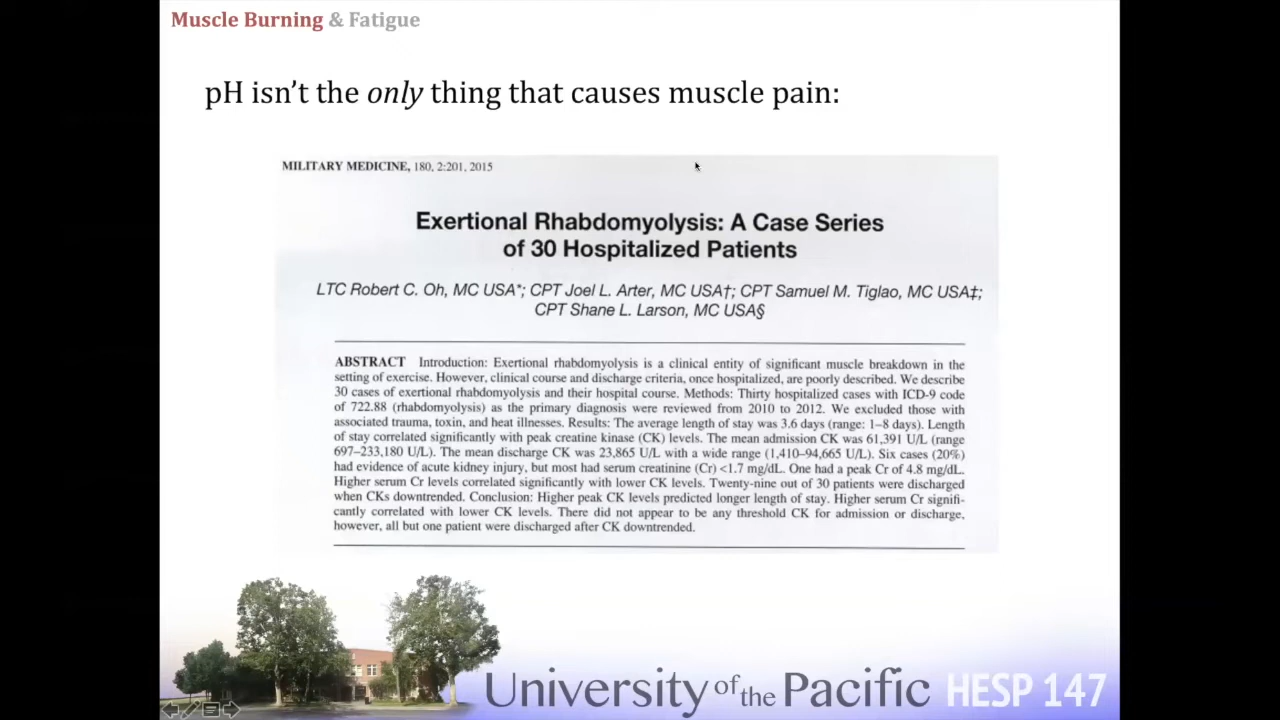 Muscle Burning & Fatigue
pH isn't the only thing that causes muscle pain:
MILITARY MEDICINE, 180, 2:201, 2015
Exertional Rhabdomyolysis: A Case Series
of 30 Hospitalized Patients
LTC Robert C. Oh, MC USA*; CPT Joel L. Arter, MC USA†; CPT Samuel M. Tiglao, MC USA‡;
CPT Shane L. Larson, MC USA§
ABSTRACT Introduction: Exertional rhabdomyolysis is a clinical entity of significant muscle breakdown in the
setting of exercise. However, clinical course and discharge criteria, once hospitalized, are poorly described. We describe
30 cases of exertional rhabdomyolysis and their hospital course. Methods: Thirty hospitalized cases with ICD-9 code
of 722.88 (rhabdomyolysis) as the primary diagnosis were reviewed from 2010 to 2012. We excluded those with
associated trauma, toxin, and heat illnesses. Results: The average length of stay was 3.6 days (range: 1–8 days). Length
of stay correlated significantly with peak creatine kinase (CK) levels. The mean admission CK was 61,391 U/L (range
697–233,180 U/L). The mean discharge CK was 23,865 U/L with a wide range (1,410–94,665 U/L). Six cases (20%)
had evidence of acute kidney injury, but most had serum creatinine (Cr) <1.7 mg/dL. One had a peak Cr of 4.8 mg/dL.
Higher serum Cr levels correlated significantly with lower CK levels. Twenty-nine out of 30 patients were discharged
when CKs downtrended. Conclusion: Higher peak CK levels predicted longer length of stay. Higher serum Cr signifi-
cantly correlated with lower CK levels. There did not appear to be any threshold CK for admission or discharge,
however, all but one patient were discharged after CK downtrended.
University of the Pacific HESP 147